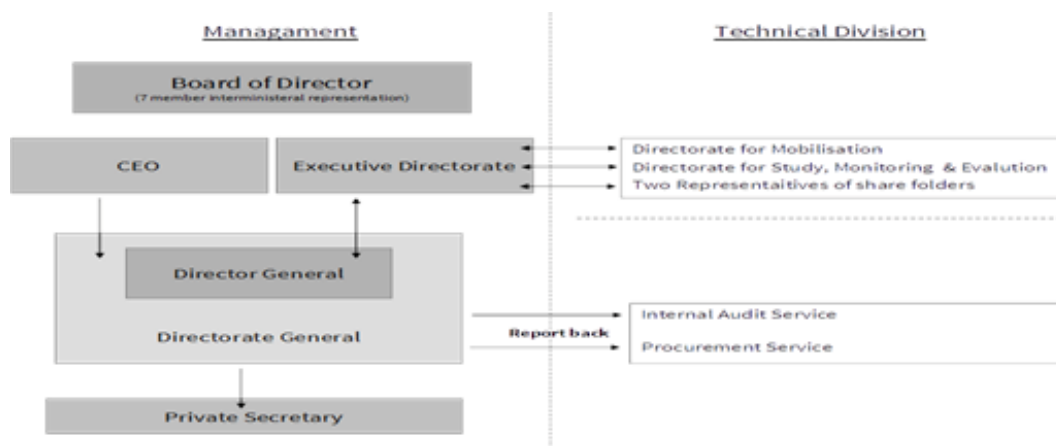 Managament
Technical Division
Board of Director
(7 member interministeral representation)
CEO
Executive Directorate
Directorate for Mobilisation
Directorate for Study, Monitoring & Evalution
Two Representaitives of share folders
Director General
Directorate General
Report back
Internal Audit Service
Procurement Service
Private Secretary